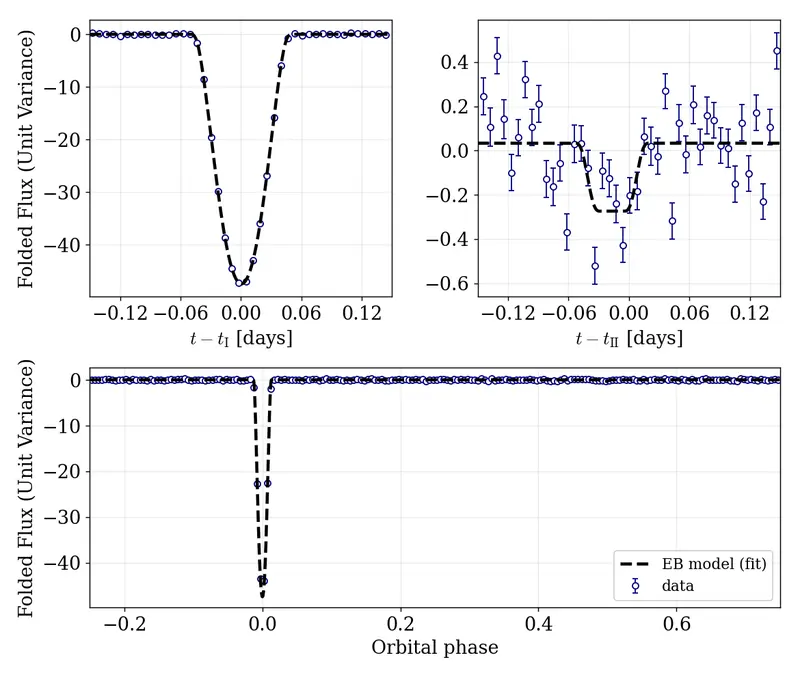 Folded Flux (Unit Variance)
0
−10
−20
−30
−40
−0.12 −0.06 0.00 0.06 0.12
t − tI [days]
0.4
0.2
0.0
−0.2
−0.4
−0.6
−0.12 −0.06 0.00 0.06 0.12
t − tII [days]
Folded Flux (Unit Variance)
0
−10
−20
−30
−40
EB model (fit)
data
−0.2 0.0 0.2 0.4 0.6
Orbital phase